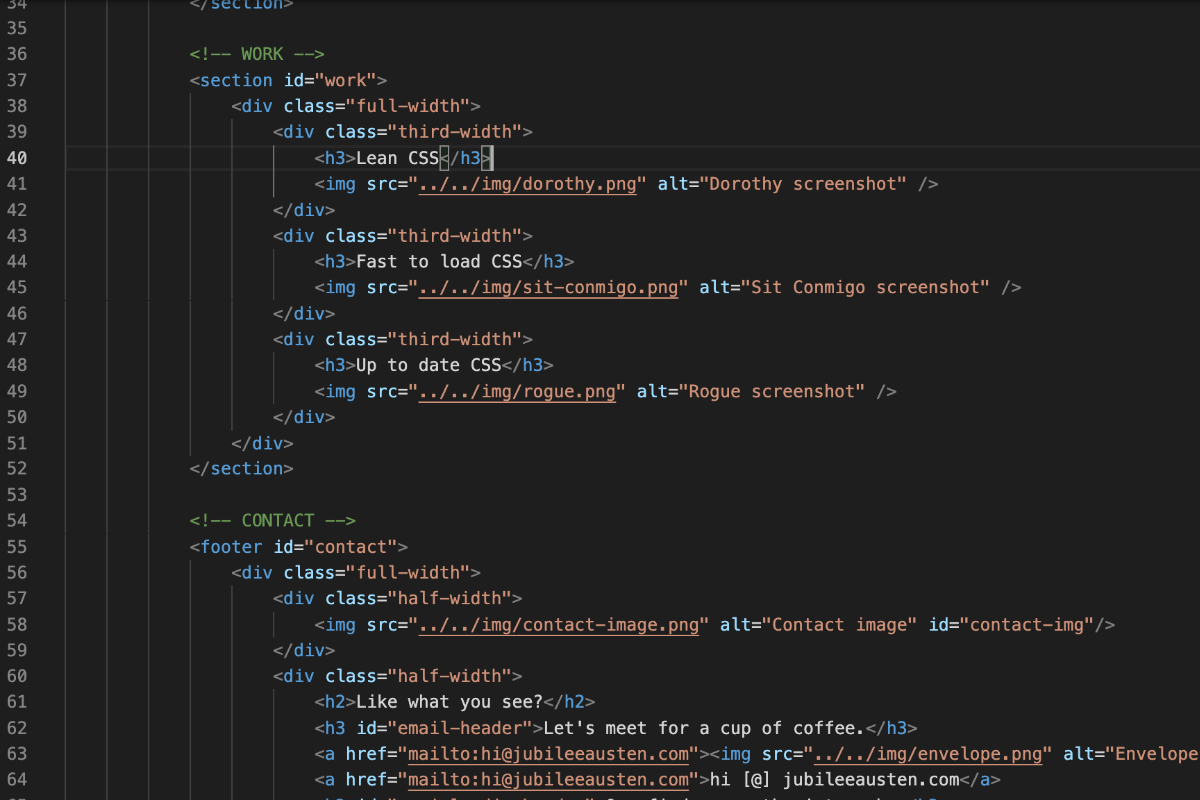 34 </section>
35
36 <!-- WORK -->
37 <section id="work">
38 <div class="full-width">
39 <div class="third-width">
40 <h3>Lean CSS</h3>
41 <img src="../../img/dorothy.png" alt="Dorothy screenshot" />
42 </div>
43 <div class="third-width">
44 <h3>Fast to load CSS</h3>
45 <img src="../../img/sit-conmigo.png" alt="Sit Conmigo screenshot" />
46 </div>
47 <div class="third-width">
48 <h3>Up to date CSS</h3>
49 <img src="../../img/rogue.png" alt="Rogue screenshot" />
50 </div>
51 </div>
52 </section>
53
54 <!-- CONTACT -->
55 <footer id="contact">
56 <div class="full-width">
57 <div class="half-width">
58 <img src="../../img/contact-image.png" alt="Contact image" id="contact-img"/>
59 </div>
60 <div class="half-width">
61 <h2>Like what you see?</h2>
62 <h3 id="email-header">Let's meet for a cup of coffee.</h3>
63 <a href="mailto:hi@jubileeausten.com"><img src="../../img/envelope.png" alt="Envelope
64 <a href="mailto:hi@jubileeausten.com">hi [@] jubileeausten.com</a>